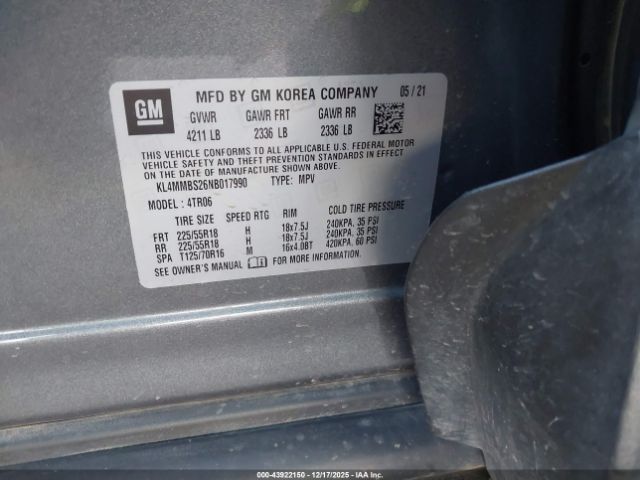 GM
MFD BY GM KOREA COMPANY 05 / 21
GVWR GAWR FRT GAWR RR
4211 LB 2336 LB 2336 LB
THIS VEHICLE CONFORMS TO ALL APPLICABLE U.S. FEDERAL MOTOR
VEHICLE SAFETY AND THEFT PREVENTION STANDARDS IN EFFECT
ON THE DATE OF MANUFACTURE SHOWN ABOVE.
KL4MMBS26NB017990 TYPE: MPV
MODEL : 4TR06
TIRE SIZE SPEED RTG RIM COLD TIRE PRESSURE
FRT 225/55R18 H 18x7.5J 240KPA, 35 PSI
RR 225/55R18 H 18x7.5J 240KPA, 35 PSI
SPA T125/70R16 M 16x4.0BT 420KPA, 60 PSI
SEE OWNER'S MANUAL FOR MORE INFORMATION
000-43922150 - 12/17/2025 - IAAI.COM